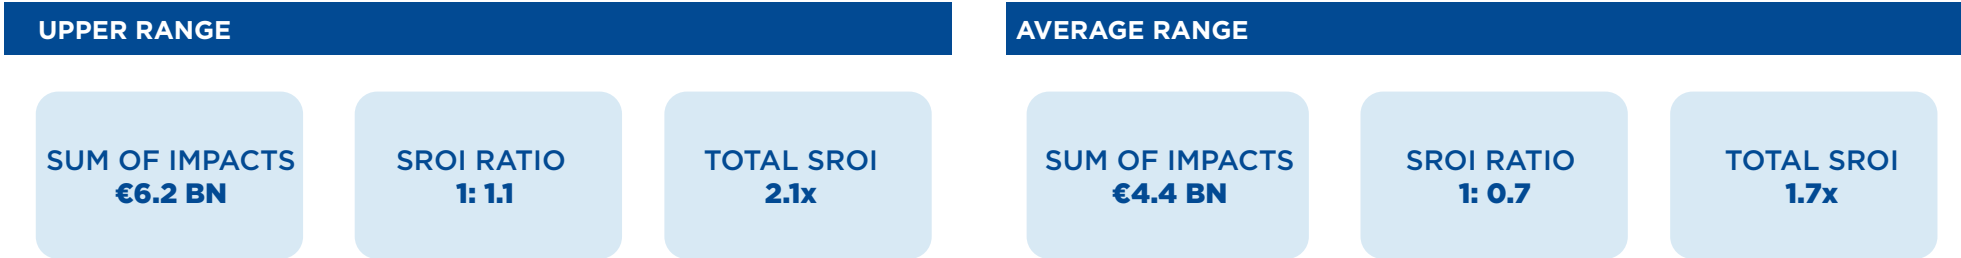 UPPER RANGE
SUM OF IMPACTS
€6.2 BN
SROI RATIO
1: 1.1
TOTAL SROI
2.1x
AVERAGE RANGE
SUM OF IMPACTS
€4.4 BN
SROI RATIO
1: 0.7
TOTAL SROI
1.7x